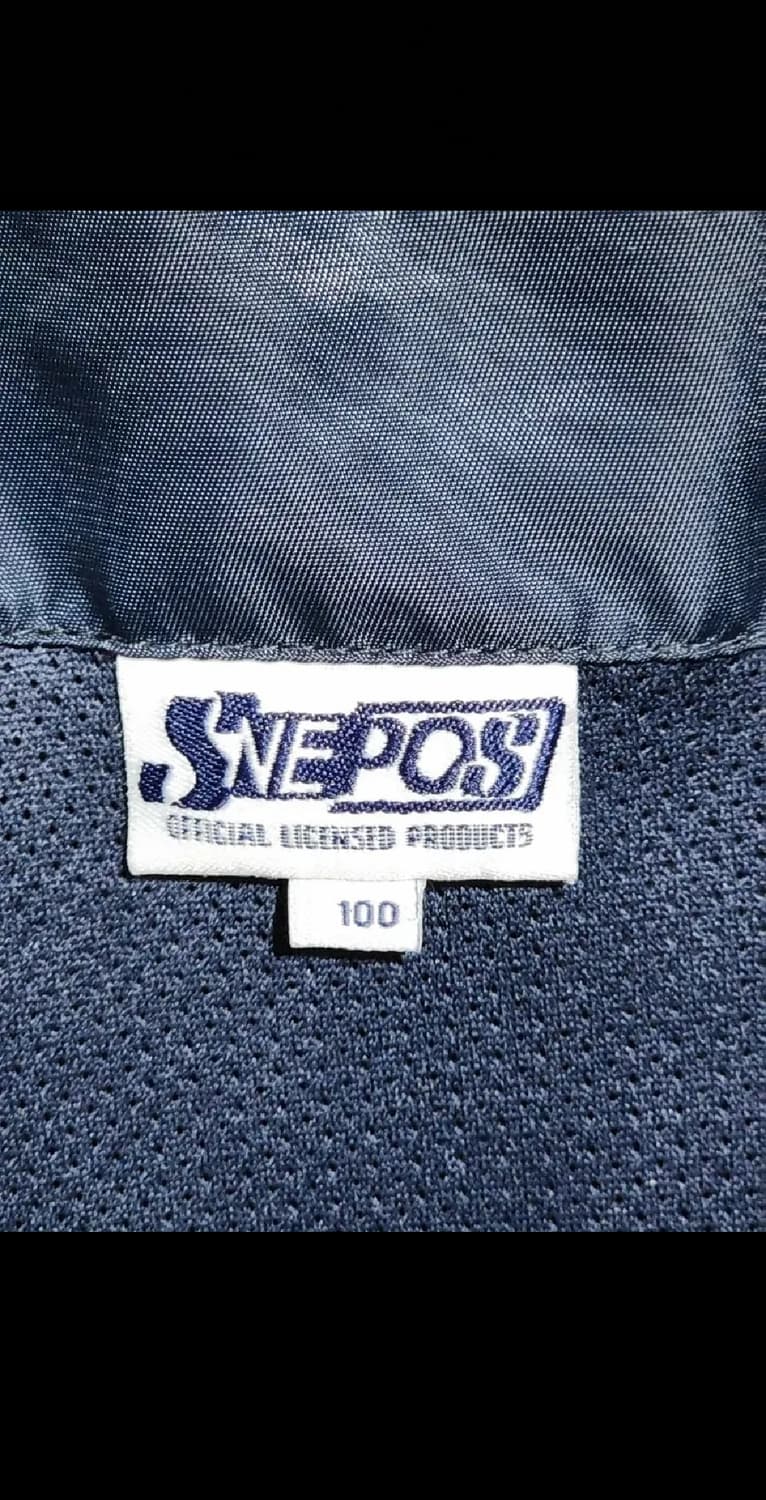 SNEPOS
OFFICIAL LICENSED PRODUCTS
100